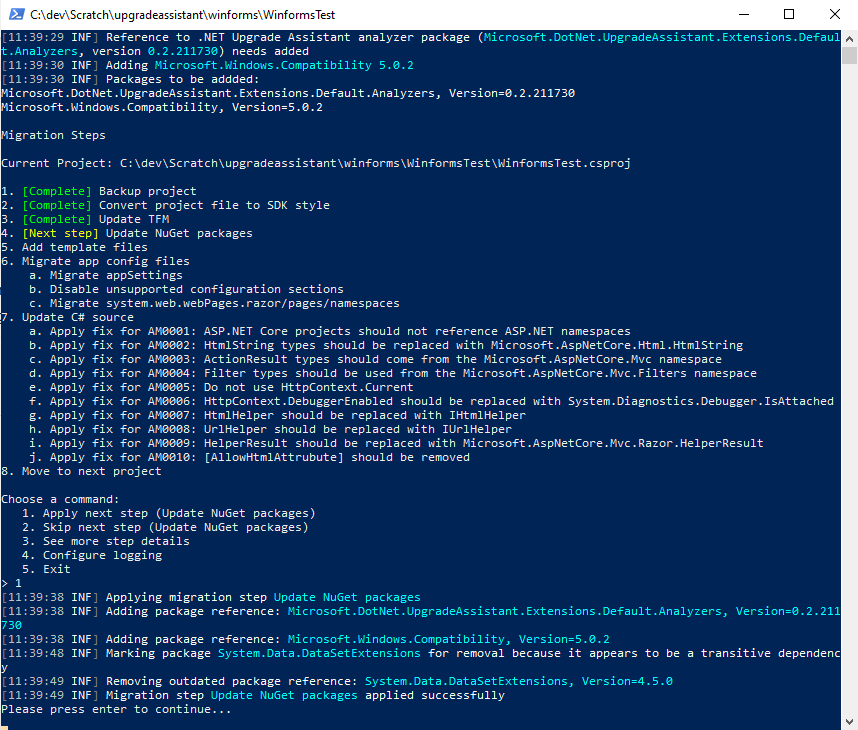 C:\dev\Scratch\upgradeassistant\winforms\WinformsTest
[11:39:29 INF] Reference to .NET Upgrade Assistant analyzer package (Microsoft.DotNet.UpgradeAssistant.Extensions.Defaul
t.Analyzers, version 0.2.211730) needs added
[11:39:30 INF] Adding Microsoft.Windows.Compatibility 5.0.2
[11:39:30 INF] Packages to be addded:
Microsoft.DotNet.UpgradeAssistant.Extensions.Default.Analyzers, Version=0.2.211730
Microsoft.Windows.Compatibility, Version=5.0.2
Migration Steps
Current Project: C:\dev\Scratch\upgradeassistant\winforms\WinformsTest\WinformsTest.csproj
1. [Complete] Backup project
2. [Complete] Convert project file to SDK style
3. [Complete] Update TFM
4. [Next step] Update NuGet packages
5. Add template files
6. Migrate app config files
a. Migrate appSettings
b. Disable unsupported configuration sections
c. Migrate system.web.webPages.razor/pages/namespaces
7. Update C# source
a. Apply fix for AM0001: ASP.NET Core projects should not reference ASP.NET namespaces
b. Apply fix for AM0002: HtmlString types should be replaced with Microsoft.AspNetCore.Html.HtmlString
c. Apply fix for AM0003: ActionResult types should come from the Microsoft.AspNetCore.Mvc namespace
d. Apply fix for AM0004: Filter types should be used from the Microsoft.AspNetCore.Mvc.Filters namespace
e. Apply fix for AM0005: Do not use HttpContext.Current
f. Apply fix for AM0006: HttpContext.DebuggerEnabled should be replaced with System.Diagnostics.Debugger.IsAttached
g. Apply fix for AM0007: HtmlHelper should be replaced with IHtmlHelper
h. Apply fix for AM0008: UrlHelper should be replaced with IUrlHelper
i. Apply fix for AM0009: HelperResult should be replaced with Microsoft.AspNetCore.Mvc.Razor.HelperResult
j. Apply fix for AM0010: [AllowHtmlAttrubute] should be removed
8. Move to next project
Choose a command:
1. Apply next step (Update NuGet packages)
2. Skip next step (Update NuGet packages)
3. See more step details
4. Configure logging
5. Exit
> 1
[11:39:38 INF] Applying migration step Update NuGet packages
[11:39:38 INF] Adding package reference: Microsoft.DotNet.UpgradeAssistant.Extensions.Default.Analyzers, Version=0.2.211
730
[11:39:38 INF] Adding package reference: Microsoft.Windows.Compatibility, Version=5.0.2
[11:39:48 INF] Marking package System.Data.DataSetExtensions for removal because it appears to be a transitive dependenc
y
[11:39:49 INF] Removing outdated package reference: System.Data.DataSetExtensions, Version=4.5.0
[11:39:49 INF] Migration step Update NuGet packages applied successfully
Please press enter to continue...